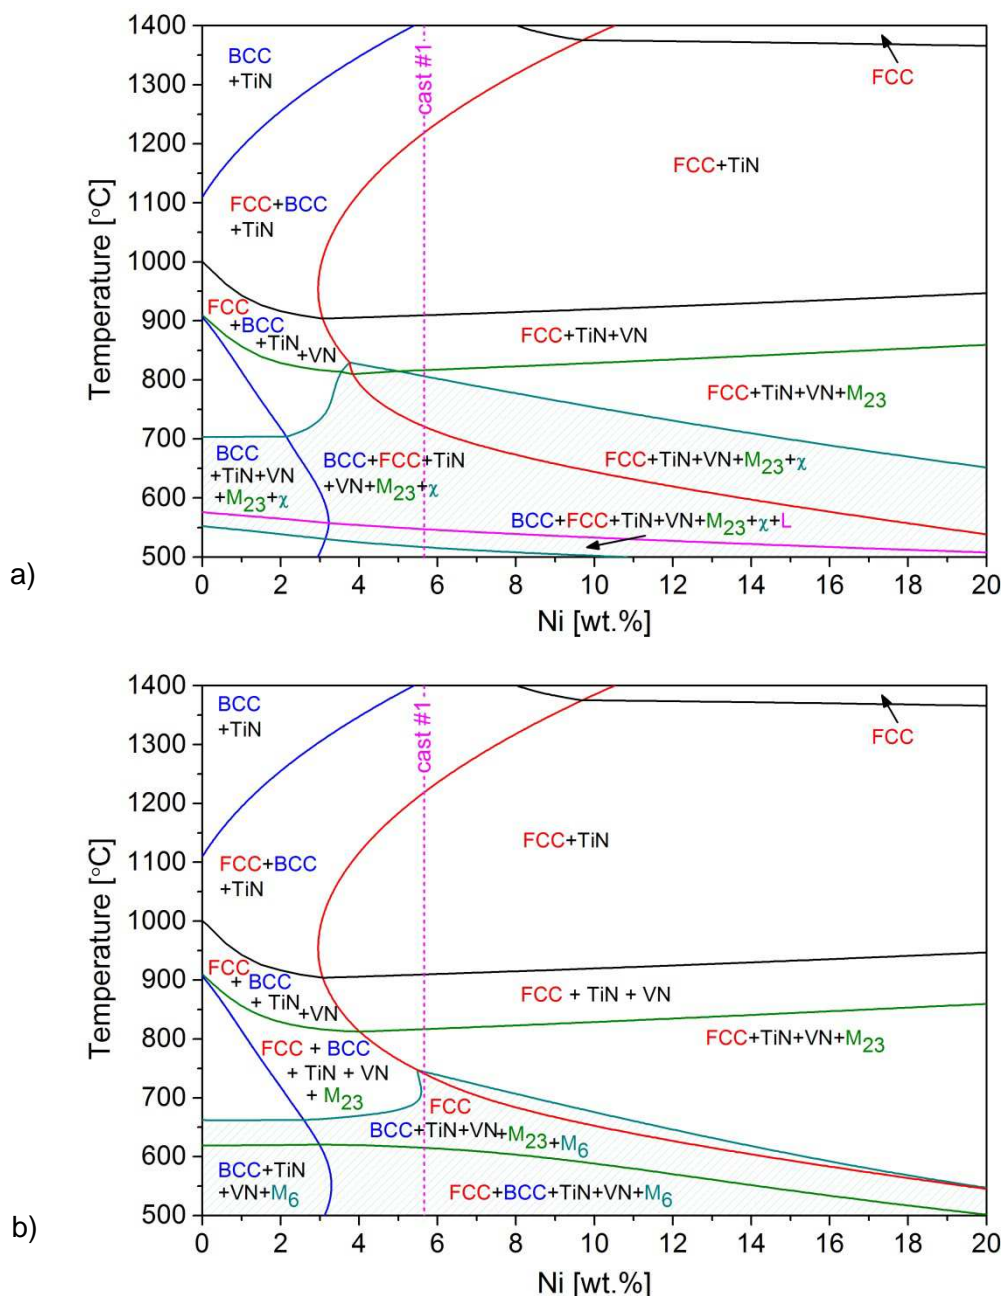 1400
1300
1200
1100
1000
900
800
700
600
500
Temperature [°C]
BCC
+TiN
cast #1
FCC
FCC+TiN
FCC+BCC
+TiN
FCC
+BCC
+TiN
+VN
FCC+TiN+VN
FCC+TiN+VN+M23
BCC
+TiN+VN
+M23+χ
BCC+FCC+TiN
+VN+M23+χ
FCC+TiN+VN+M23+χ
BCC+FCC+TiN+VN+M23+χ+L
0 2 4 6 8 10 12 14 16 18 20
Ni [wt.%]
a)
1400
1300
1200
1100
1000
900
800
700
600
500
Temperature [°C]
BCC
+TiN
cast #1
FCC
FCC+TiN
FCC+BCC
+TiN
FCC
+BCC
+ TiN
+VN
FCC + TiN + VN
FCC+TiN+VN+M23
FCC + BCC
+ TiN + VN
+ M23
FCC
BCC+TiN+VN+M23+M6
BCC+TiN
+VN+M6
FCC+BCC+TiN+VN+M6
0 2 4 6 8 10 12 14 16 18 20
Ni [wt.%]
b)